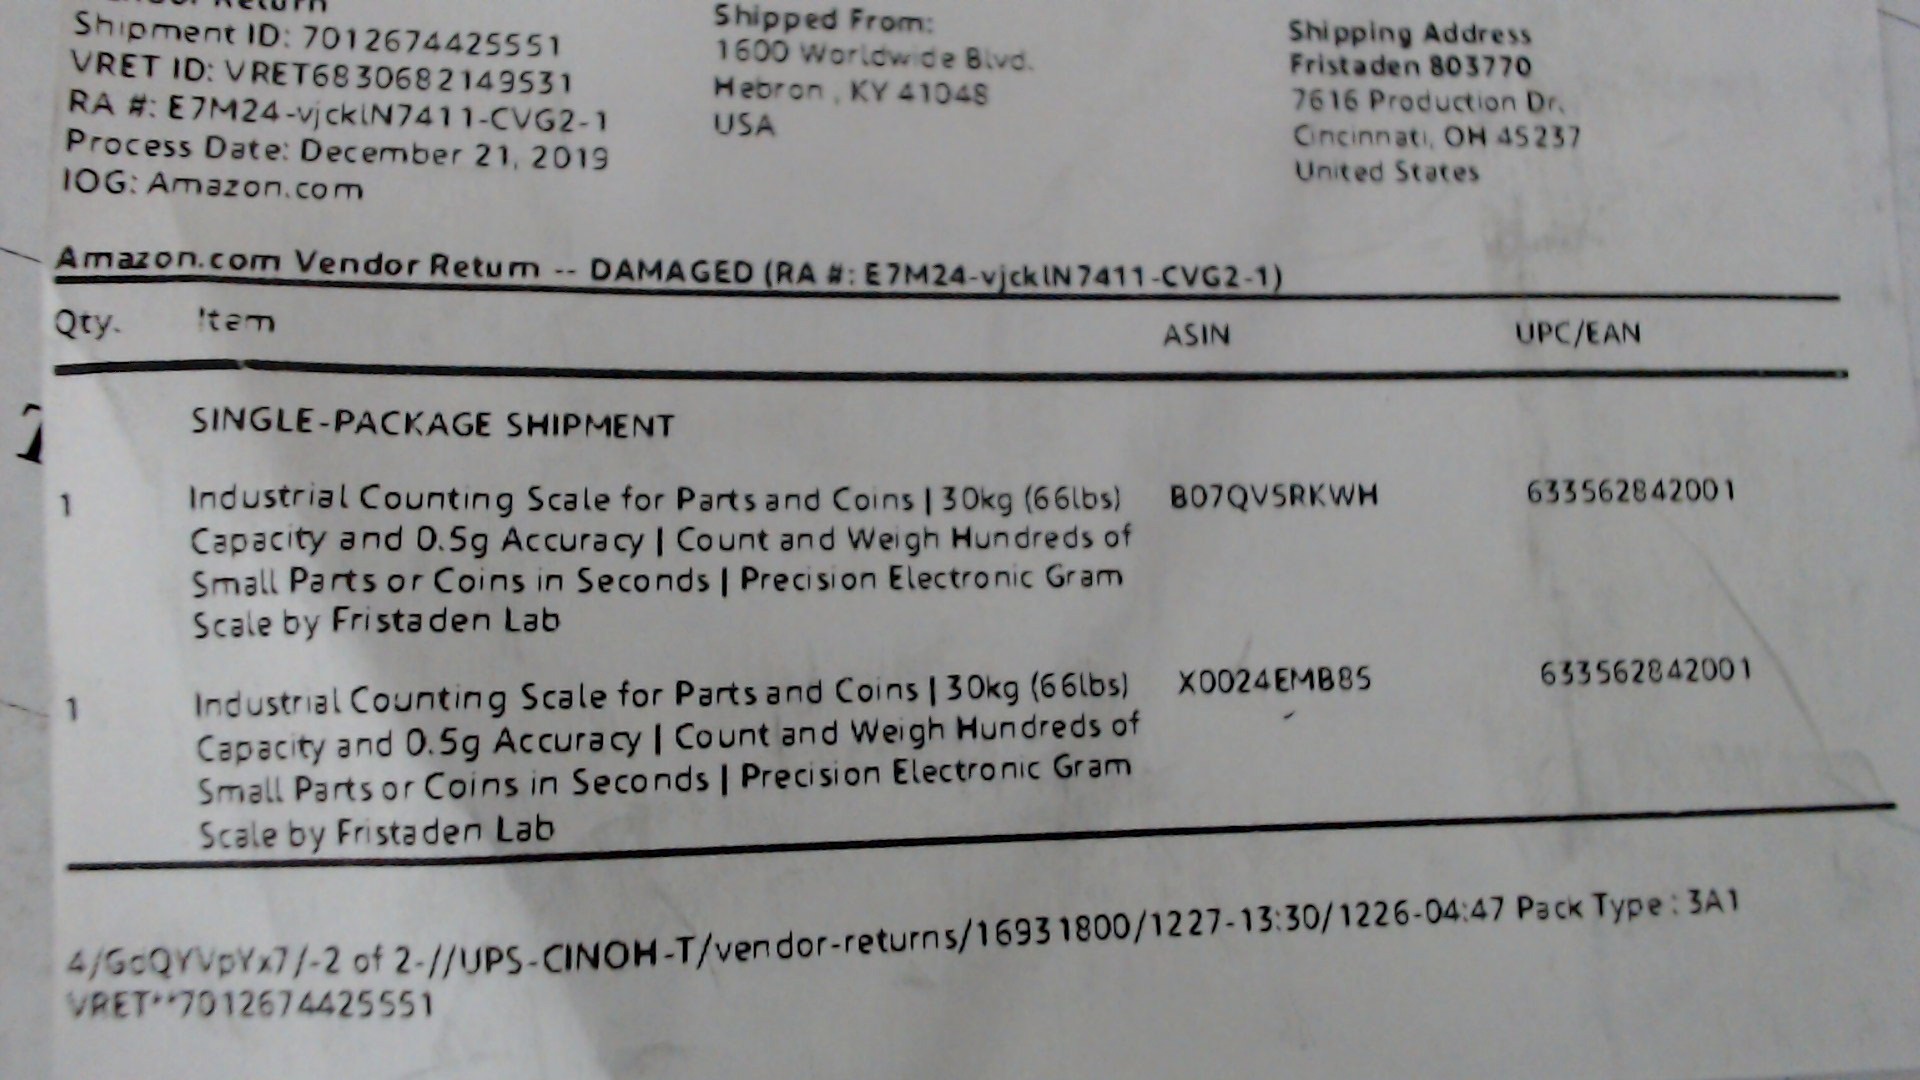 Vendor Return
Shipment ID: 7012674425551
VRET ID: VRET6830682149531
RA #: E7M24-vjcklN7411-CVG2-1
Process Date: December 21, 2019
IOG: Amazon.com
Shipped From:
1600 Worldwide Blvd.
Hebron , KY 41048
USA
Shipping Address
Fristaden 803770
7616 Production Dr.
Cincinnati, OH 45237
United States
Amazon.com Vendor Return -- DAMAGED (RA #: E7M24-vjcklN7411-CVG2-1)
Qty. Item ASIN UPC/EAN
SINGLE-PACKAGE SHIPMENT
1 Industrial Counting Scale for Parts and Coins | 30kg (66lbs) B07QV5RKWH 633562842001
Capacity and 0.5g Accuracy | Count and Weigh Hundreds of
Small Parts or Coins in Seconds | Precision Electronic Gram
Scale by Fristaden Lab
1 Industrial Counting Scale for Parts and Coins | 30kg (66lbs) X0024EMB85 633562842001
Capacity and 0.5g Accuracy | Count and Weigh Hundreds of
Small Parts or Coins in Seconds | Precision Electronic Gram
Scale by Fristaden Lab
4/GdQYVpYx7/-2 of 2-//UPS-CINOH-T/vendor-returns/16931800/1227-13:30/1226-04:47 Pack Type : 3A1
VRET**7012674425551